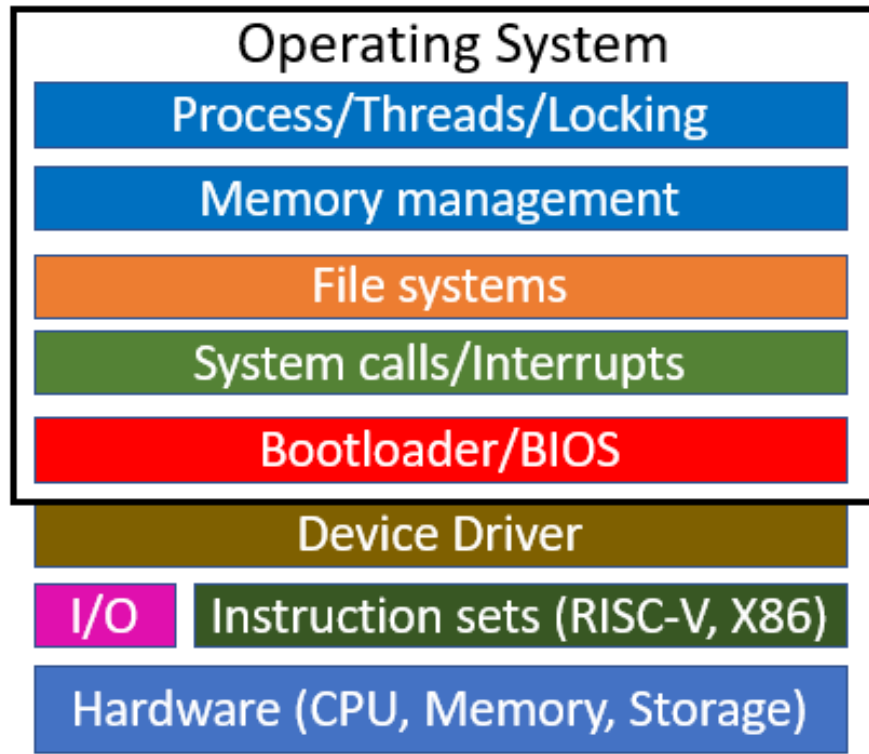 Operating System
Process/Threads/Locking
Memory management
File systems
System calls/Interrupts
Bootloader/BIOS
Device Driver
I/O
Instruction sets (RISC-V, X86)
Hardware (CPU, Memory, Storage)